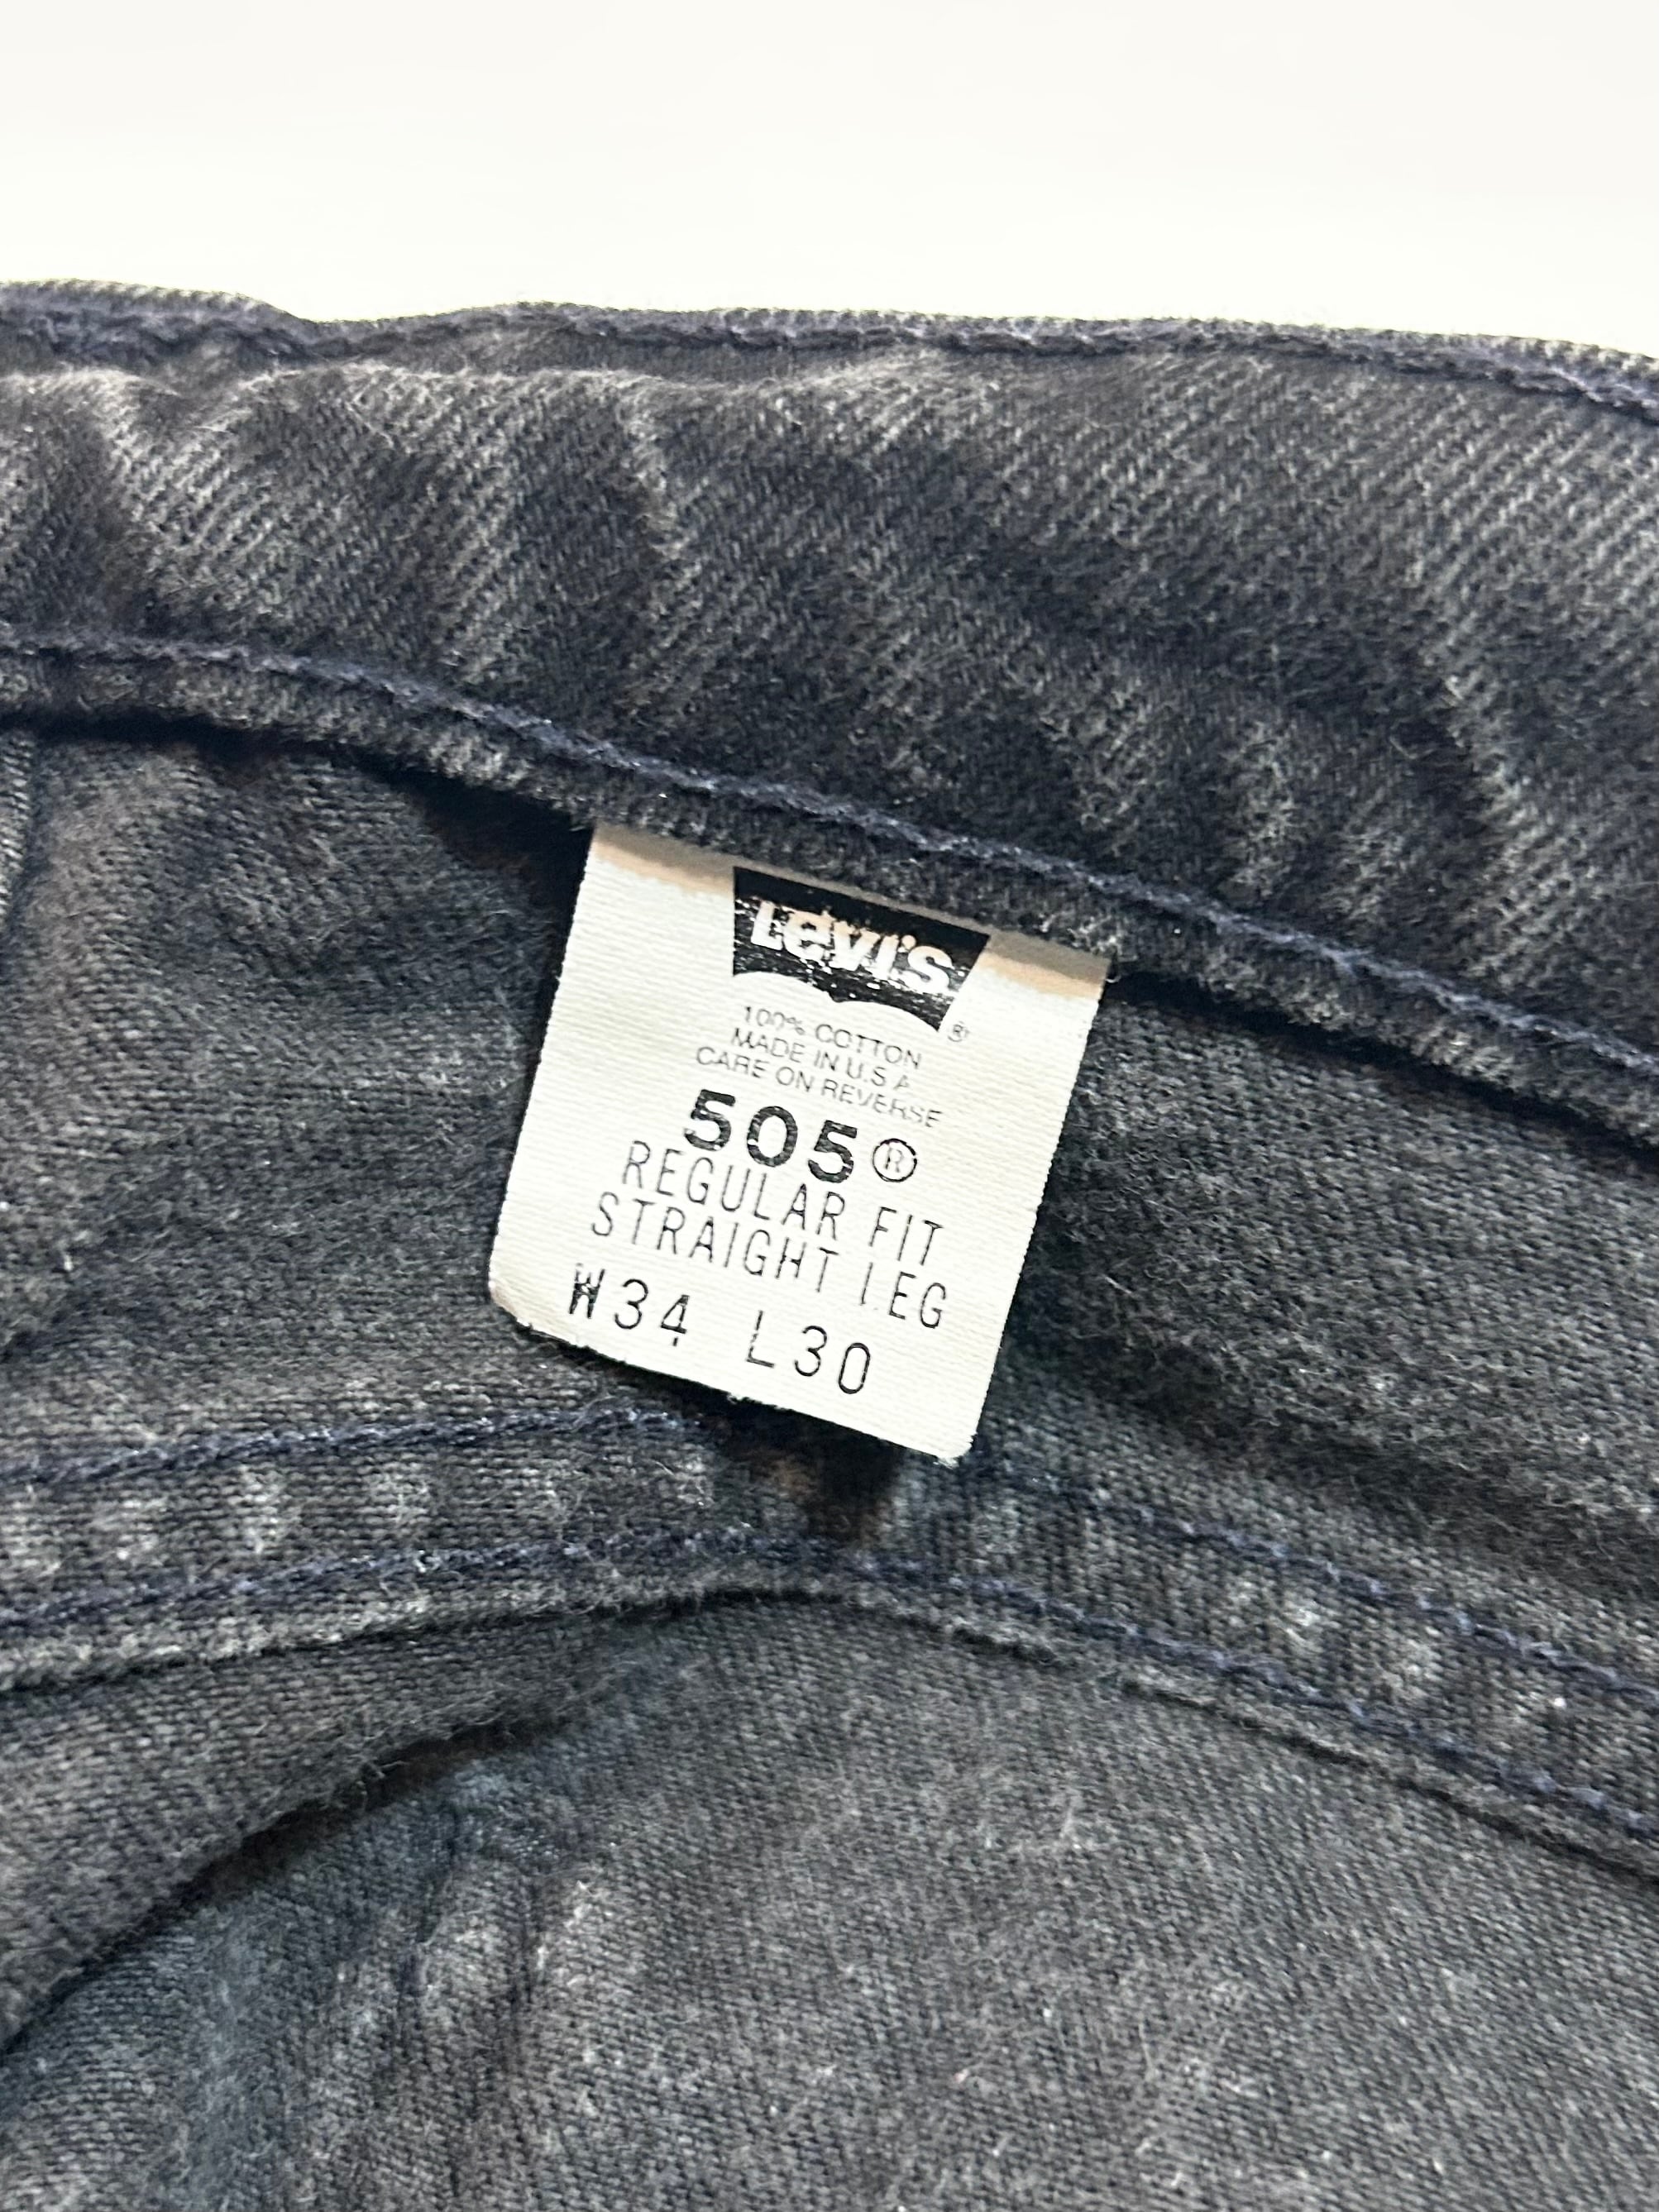 Levi's ®
100% COTTON
MADE IN U.S.A
CARE ON REVERSE
505®
REGULAR FIT
STRAIGHT LEG
W34 L30